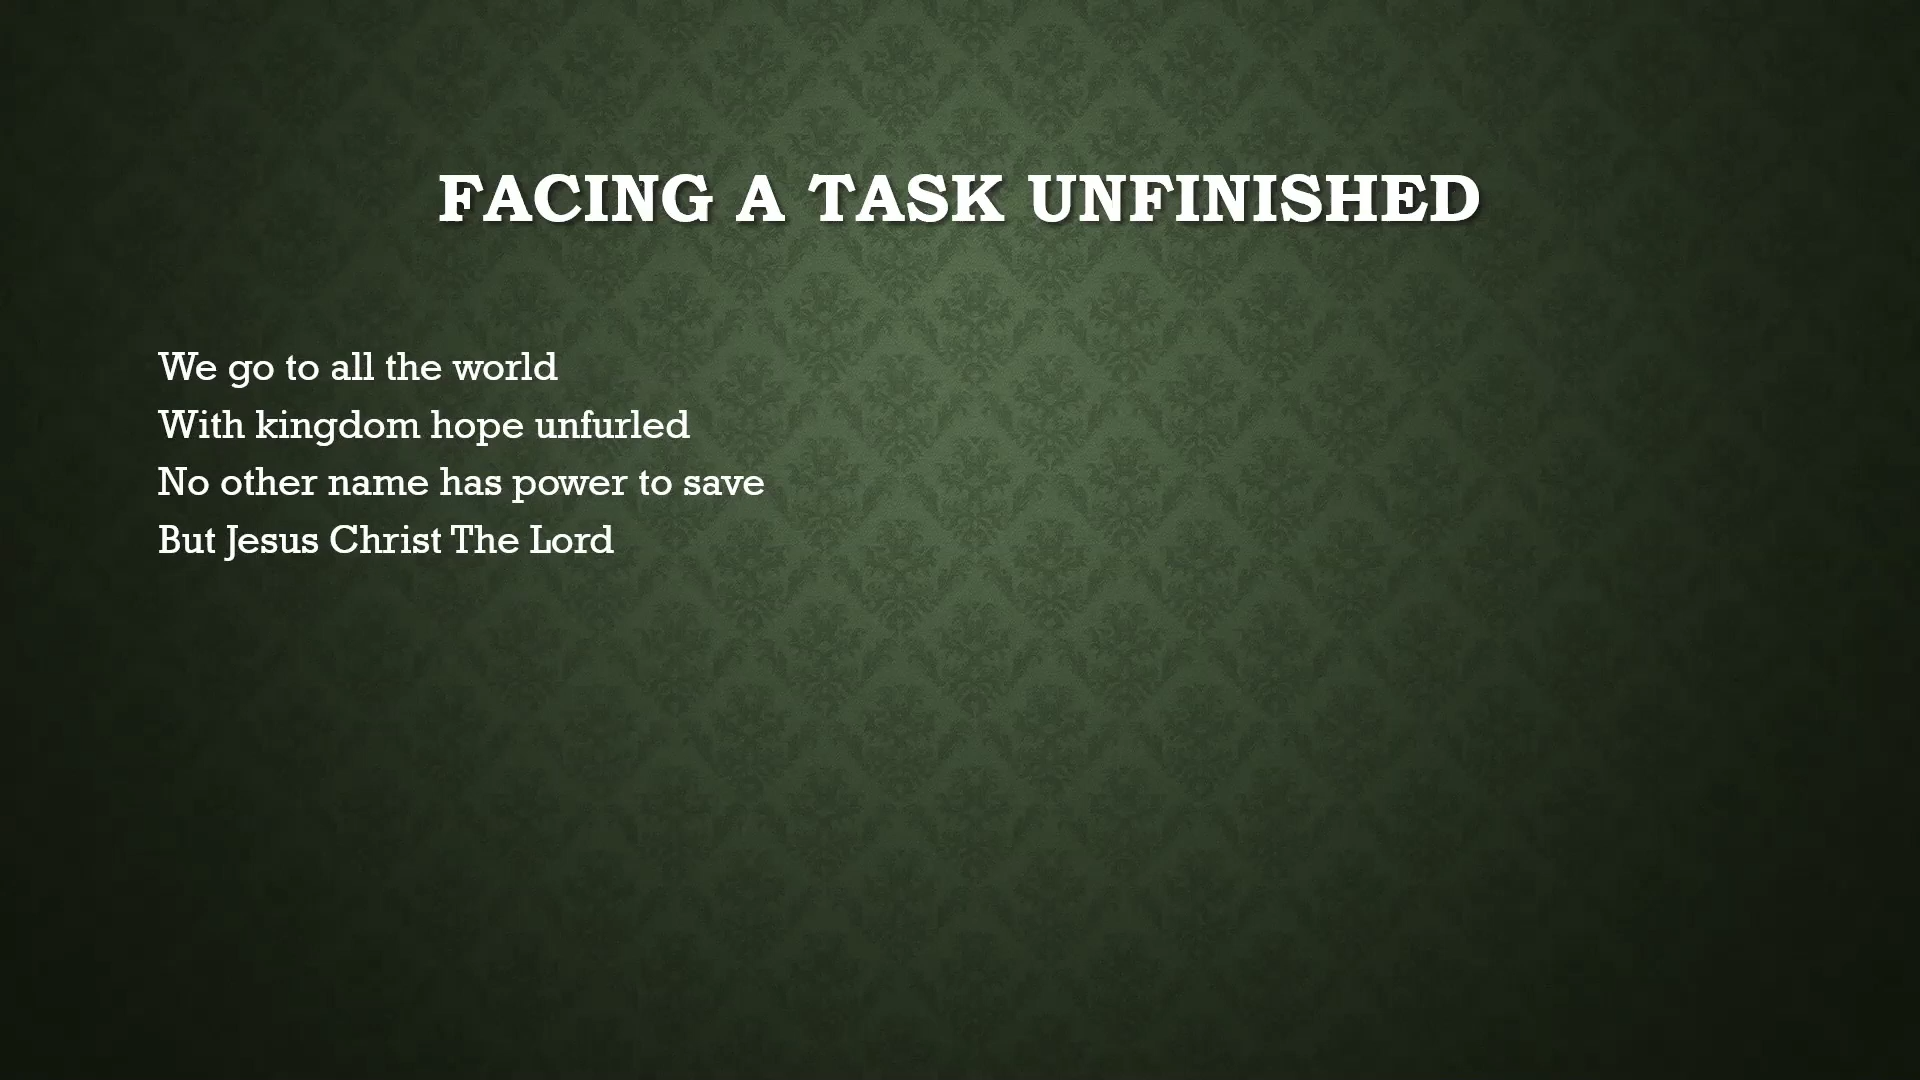 FACING A TASK UNFINISHED
We go to all the world
With kingdom hope unfurled
No other name has power to save
But Jesus Christ The Lord